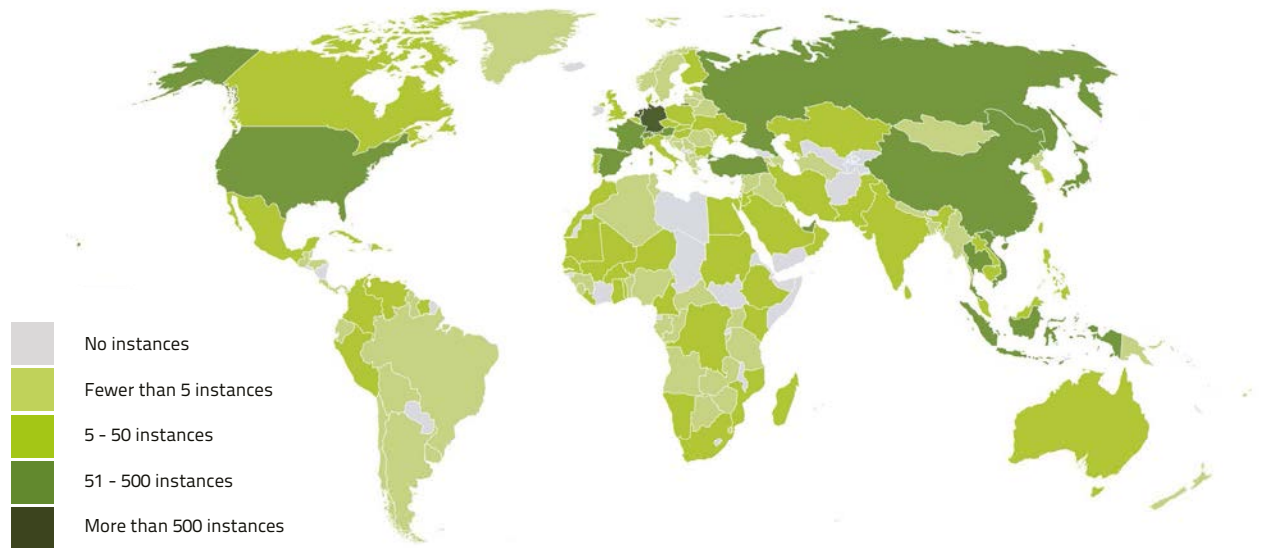 No instances
Fewer than 5 instances
5 - 50 instances
51 - 500 instances
More than 500 instances